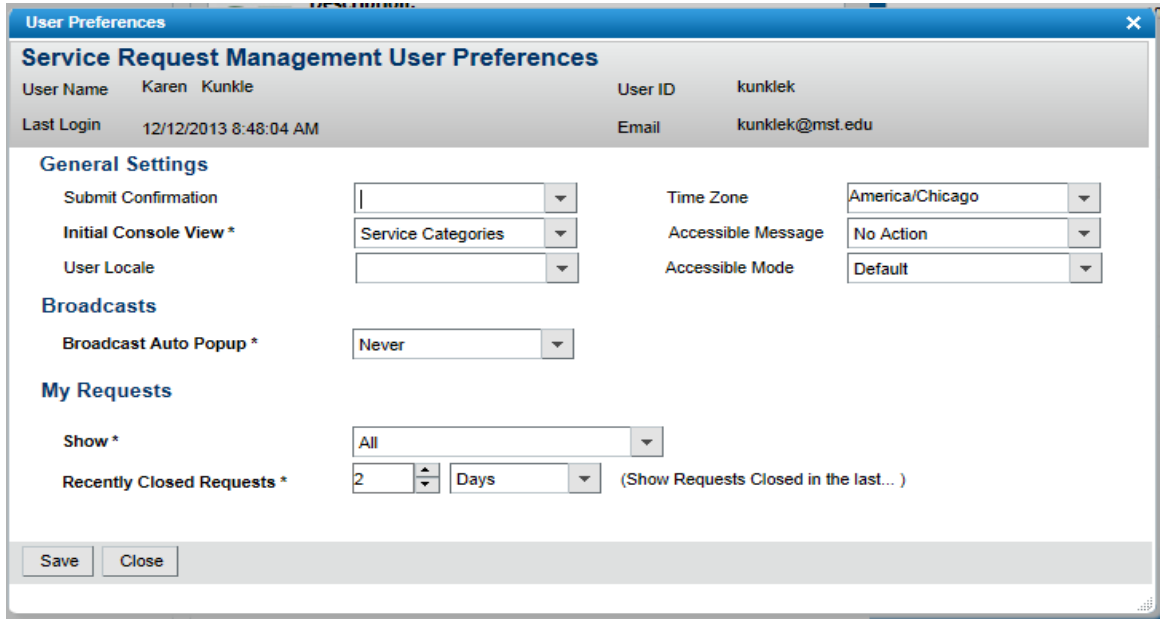 Description:
User Preferences
Service Request Management User Preferences
User Name Karen Kunkle User ID kunklek
Last Login 12/12/2013 8:48:04 AM Email kunklek@mst.edu
General Settings
Submit Confirmation Time Zone America/Chicago
Initial Console View * Service Categories Accessible Message No Action
User Locale Accessible Mode Default
Broadcasts
Broadcast Auto Popup * Never
My Requests
Show * All
Recently Closed Requests * 2 Days (Show Requests Closed in the last... )
Save Close